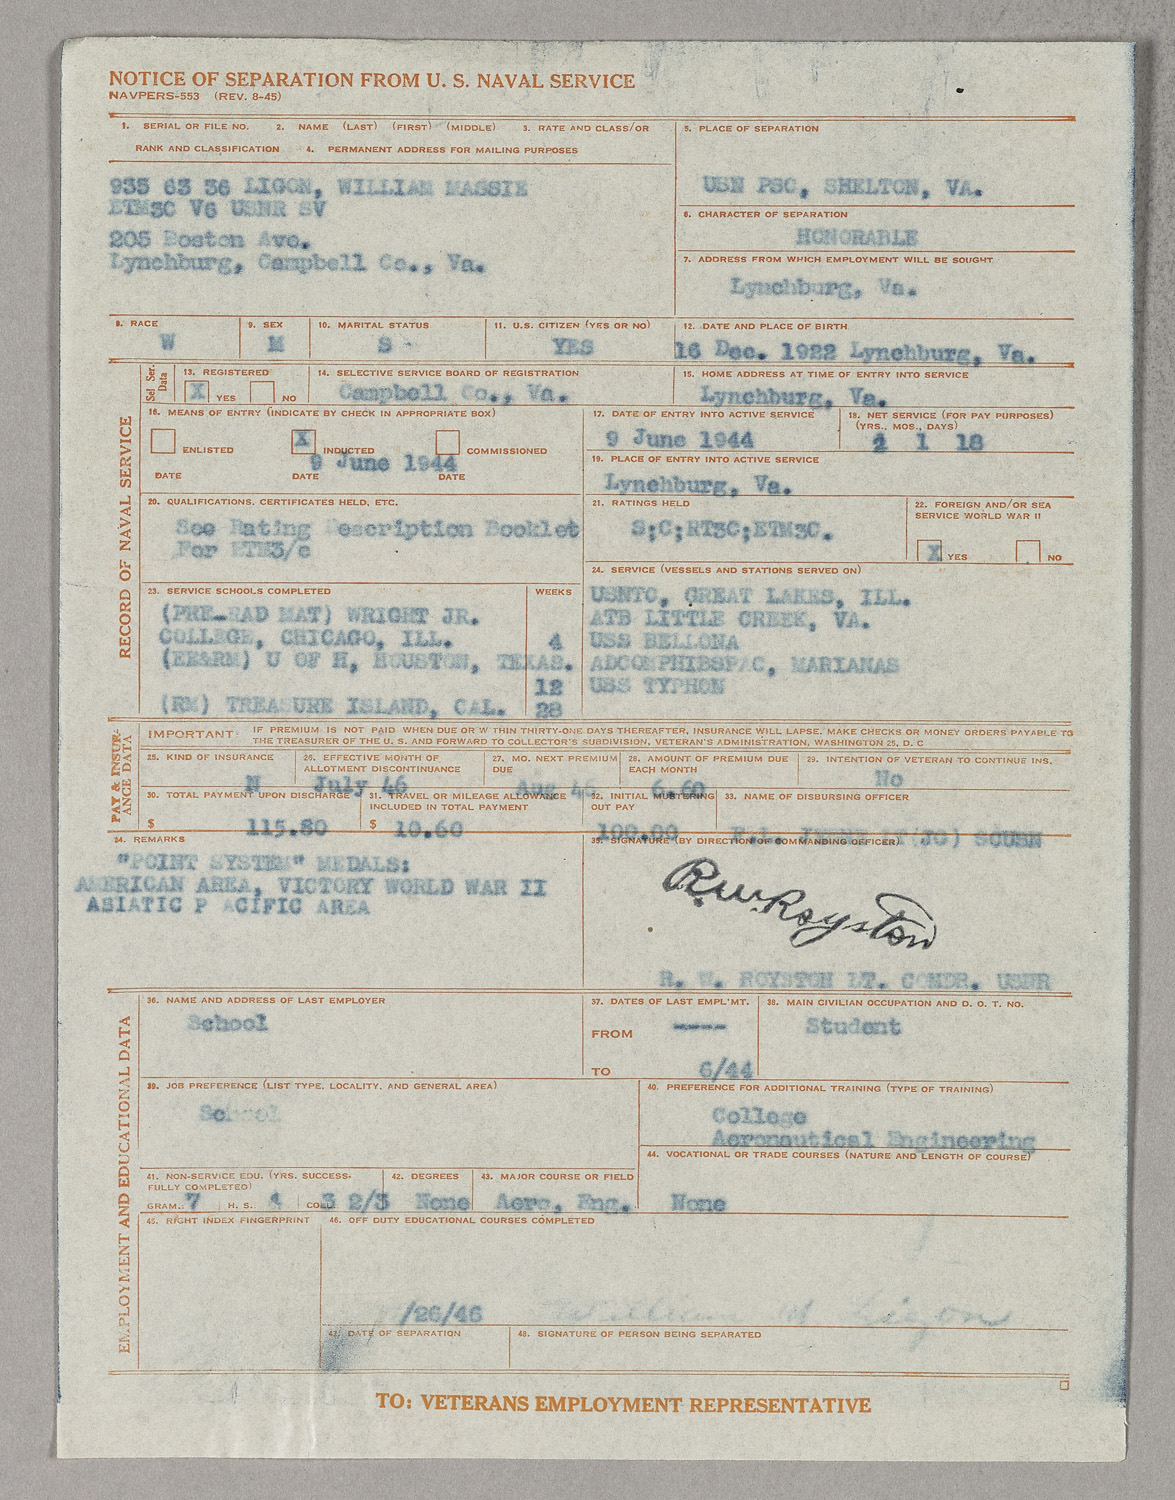 NOTICE OF SEPARATION FROM U. S. NAVAL SERVICE
NAVPERS-553 (REV. 8-45)
1. SERIAL OR FILE NO. 2. NAME (LAST) (FIRST) (MIDDLE) 3. RATE AND CLASS/OR
RANK AND CLASSIFICATION 4. PERMANENT ADDRESS FOR MAILING PURPOSES
935 63 36 LIGON, WILLIAM MASSIE
ETM3C V6 USNR SV
205 Boston Ave.
Lynchburg, Campbell Co., Va.
5. PLACE OF SEPARATION
USN PSC, SHELTON, VA.
6. CHARACTER OF SEPARATION
HONORABLE
7. ADDRESS FROM WHICH EMPLOYMENT WILL BE SOUGHT
Lynchburg, Va.
8. RACE
W
9. SEX
M
10. MARITAL STATUS
S -
11. U.S. CITIZEN (YES OR NO)
YES
12. DATE AND PLACE OF BIRTH
16 Dec. 1922 Lynchburg, Va.
Sel. Ser. Data
13. REGISTERED
X YES NO
14. SELECTIVE SERVICE BOARD OF REGISTRATION
Campbell Co., Va.
15. HOME ADDRESS AT TIME OF ENTRY INTO SERVICE
Lynchburg, Va.
RECORD OF NAVAL SERVICE
16. MEANS OF ENTRY (INDICATE BY CHECK IN APPROPRIATE BOX)
ENLISTED X INDUCTED COMMISSIONED
9 June 1944
DATE DATE DATE
17. DATE OF ENTRY INTO ACTIVE SERVICE
9 June 1944
18. NET SERVICE (FOR PAY PURPOSES)
(YRS., MOS., DAYS)
2 1 18
19. PLACE OF ENTRY INTO ACTIVE SERVICE
Lynchburg, Va.
20. QUALIFICATIONS, CERTIFICATES HELD, ETC.
See Rating Description Booklet
For ETM3/c
21. RATINGS HELD
S;C;RT3C;ETM3C.
22. FOREIGN AND/OR SEA
SERVICE WORLD WAR II
X YES NO
23. SERVICE SCHOOLS COMPLETED WEEKS
(PRE-RAD MAT) WRIGHT JR.
COLLEGE, CHICAGO, ILL. 4
(EE&RM) U OF H, HOUSTON, TEXAS.
12
(RM) TREASURE ISLAND, CAL. 28
24. SERVICE (VESSELS AND STATIONS SERVED ON)
USNTC, GREAT LAKES, ILL.
ATB LITTLE CREEK, VA.
USS BELLONA
ADCOMPHIBSPAC, MARIANAS
USS TYPHON
PAY & INSUR-
ANCE DATA
IMPORTANT: IF PREMIUM IS NOT PAID WHEN DUE OR WITHIN THIRTY-ONE DAYS THEREAFTER, INSURANCE WILL LAPSE. MAKE CHECKS OR MONEY ORDERS PAYABLE TO
THE TREASURER OF THE U. S. AND FORWARD TO COLLECTOR'S SUBDIVISION, VETERAN'S ADMINISTRATION, WASHINGTON 25, D. C
25. KIND OF INSURANCE
N
26. EFFECTIVE MONTH OF
ALLOTMENT DISCONTINUANCE
July 46
27. MO. NEXT PREMIUM
DUE
Aug 46
28. AMOUNT OF PREMIUM DUE
EACH MONTH
6.60
29. INTENTION OF VETERAN TO CONTINUE INS.
No
30. TOTAL PAYMENT UPON DISCHARGE
$ 115.80
31. TRAVEL OR MILEAGE ALLOWANCE
INCLUDED IN TOTAL PAYMENT
$ 10.60
32. INITIAL MUSTERING
OUT PAY
100.00
33. NAME OF DISBURSING OFFICER
LT(JG) SCUSN
34. REMARKS
"POINT SYSTEM" MEDALS:
AMERICAN AREA, VICTORY WORLD WAR II
ASIATIC P ACIFIC AREA
35. SIGNATURE (BY DIRECTION OF COMMANDING OFFICER)
R.W. Royston
R. W. ROYSTON LT. COMDR. USNR
EMPLOYMENT AND EDUCATIONAL DATA
36. NAME AND ADDRESS OF LAST EMPLOYER
School
37. DATES OF LAST EMPL'MT.
FROM ----
TO 6/44
38. MAIN CIVILIAN OCCUPATION AND D. O. T. NO.
Student
39. JOB PREFERENCE (LIST TYPE, LOCALITY, AND GENERAL AREA)
School
40. PREFERENCE FOR ADDITIONAL TRAINING (TYPE OF TRAINING)
College
Aeronautical Engineering
41. NON-SERVICE EDU. (YRS. SUCCESS-
FULLY COMPLETED)
GRAM.: 7 H. S. 4 CO 3 2/3
42. DEGREES
None
43. MAJOR COURSE OR FIELD
Aero, Eng.
44. VOCATIONAL OR TRADE COURSES (NATURE AND LENGTH OF COURSE)
None
45. RIGHT INDEX FINGERPRINT
46. OFF DUTY EDUCATIONAL COURSES COMPLETED
/26/46
William M Ligon
47. DATE OF SEPARATION
48. SIGNATURE OF PERSON BEING SEPARATED
TO: VETERANS EMPLOYMENT REPRESENTATIVE